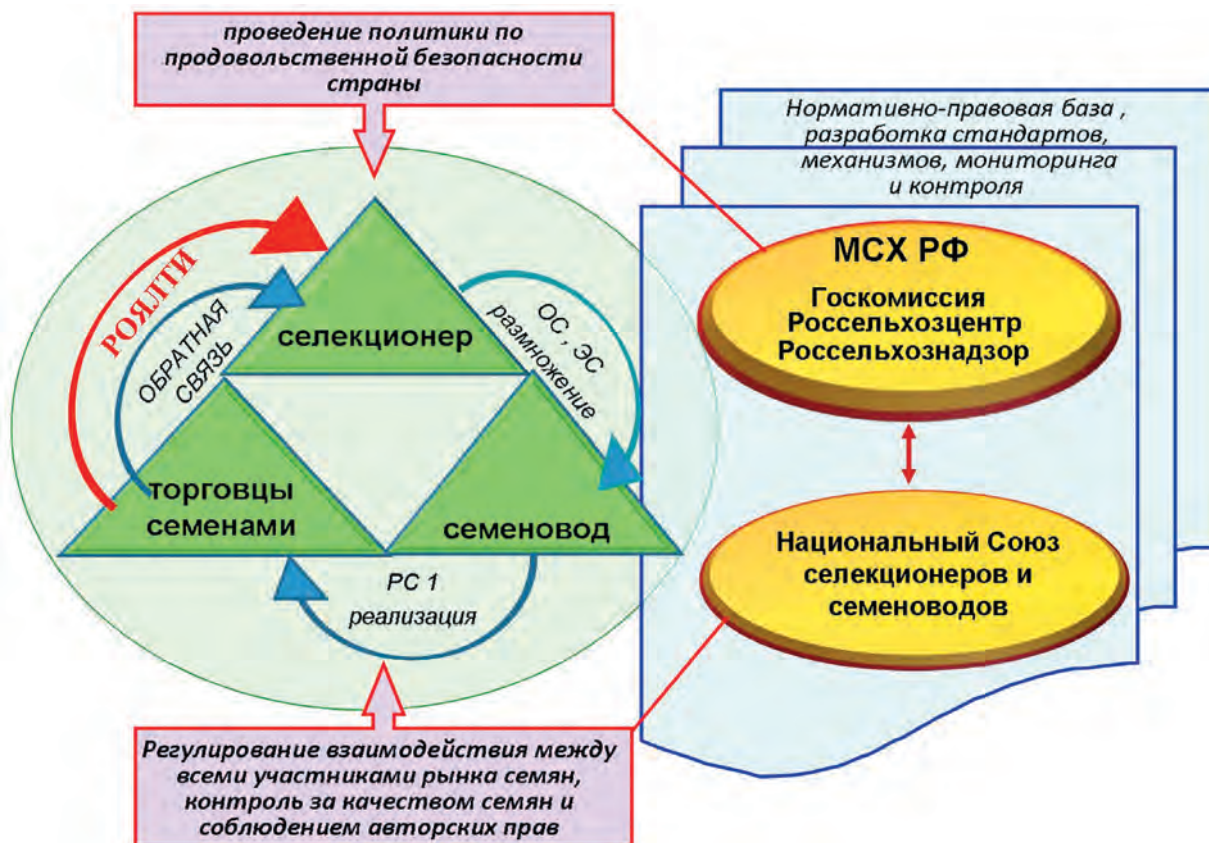 проведение политики по
продовольственной безопасности
страны
Нормативно-правовая база ,
разработка стандартов,
механизмов, мониторинга
и контроля
РОЯЛТИ
ОБРАТНАЯ
СВЯЗЬ
селекционер
ОС , ЭС
размножение
торговцы
семенами
семеновод
РС 1
реализация
МСХ РФ
Госкомиссия
Россельхозцентр
Россельхознадзор
Национальный Союз
селекционеров и
семеноводов
Регулирование взаимодействия между
всеми участниками рынка семян,
контроль за качеством семян и
соблюдением авторских прав